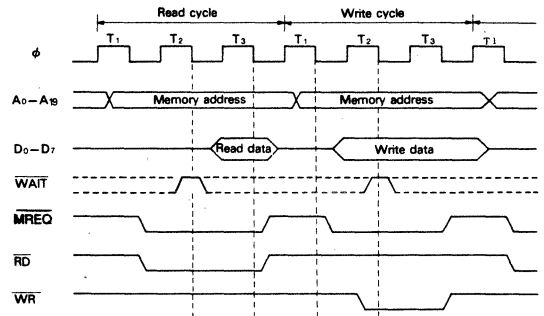 Read cycle Write cycle
T1 T2 T3 T1 T2 T3 T1
ϕ
A0–A19 Memory address Memory address
D0–D7 Read data Write data
WAIT
MREQ
RD
WR